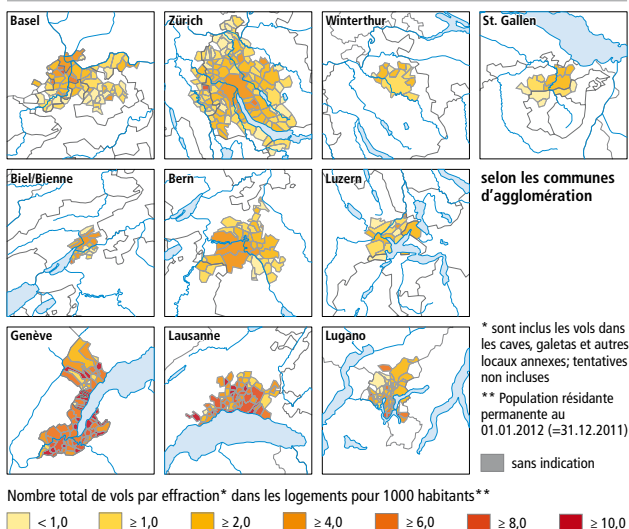 Basel
Zürich
Winterthur
St. Gallen
Biel/Bienne
Bern
Luzern
selon les communes
d'agglomération
Genève
Lausanne
Lugano
* sont inclus les vols dans
les caves, galetas et autres
locaux annexes; tentatives
non incluses
** Population résidante
permanente au
01.01.2012 (=31.12.2011)
sans indication
Nombre total de vols par effraction* dans les logements pour 1000 habitants**
< 1,0
≥ 1,0
≥ 2,0
≥ 4,0
≥ 6,0
≥ 8,0
≥ 10,0